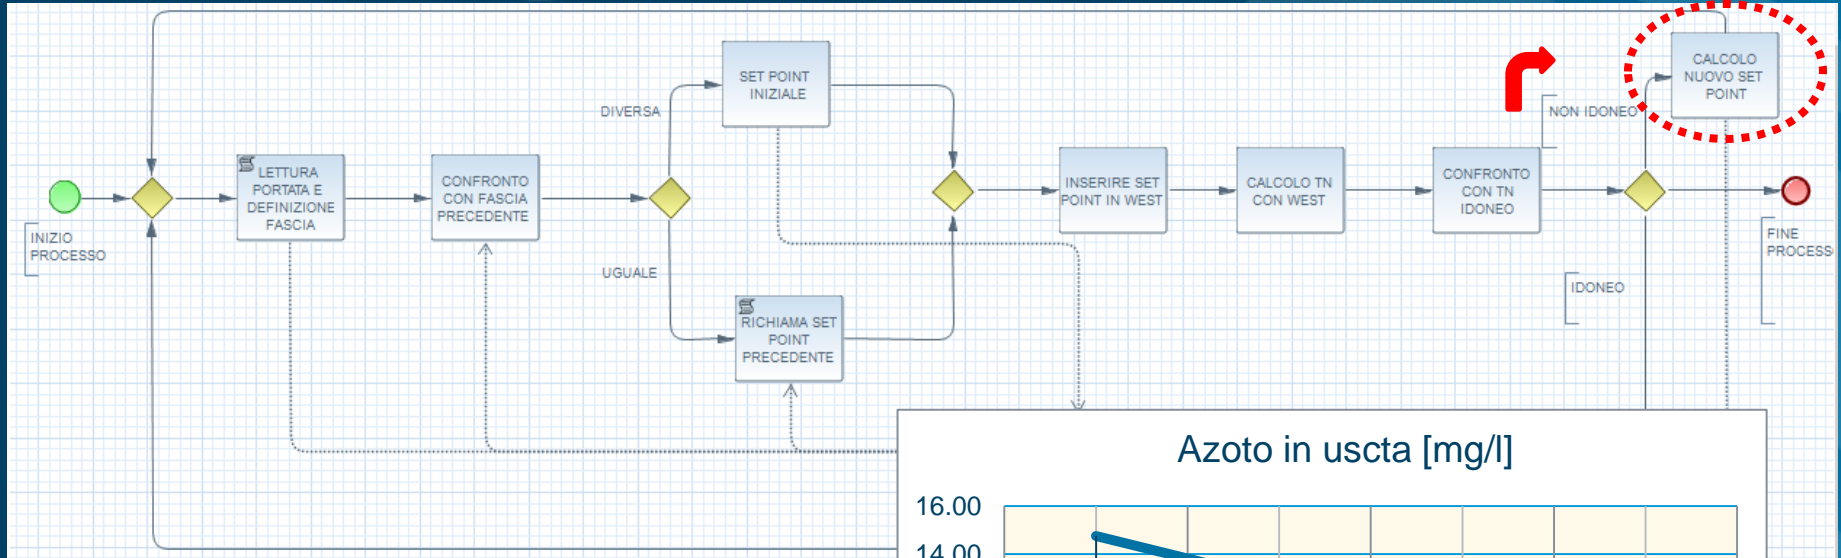 INIZIO
PROCESSO
LETTURA
PORTATA E
DEFINIZIONE
FASCIA
CONFRONTO
CON FASCIA
PRECEDENTE
DIVERSA
UGUALE
SET POINT
INIZIALE
RICHIAMA SET
POINT
PRECEDENTE
INSERIRE SET
POINT IN WEST
CALCOLO TN
CON WEST
CONFRONTO
CON TN
IDONEO
NON IDONEO
CALCOLO
NUOVO SET
POINT
IDONEO
FINE
PROCESS
Azoto in uscta [mg/l]
16.00
14.00